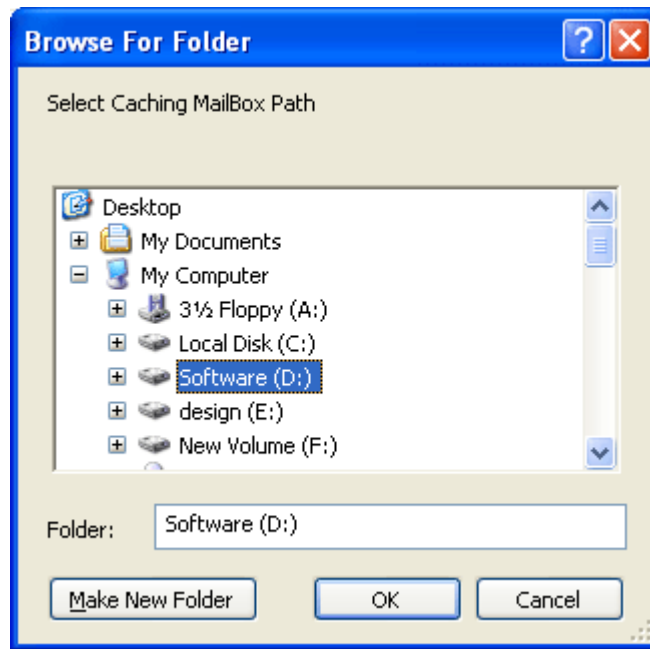 Browse For Folder
Select Caching MailBox Path
Desktop
My Documents
My Computer
3½ Floppy (A:)
Local Disk (C:)
Software (D:)
design (E:)
New Volume (F:)
Folder: Software (D:)
Make New Folder OK Cancel